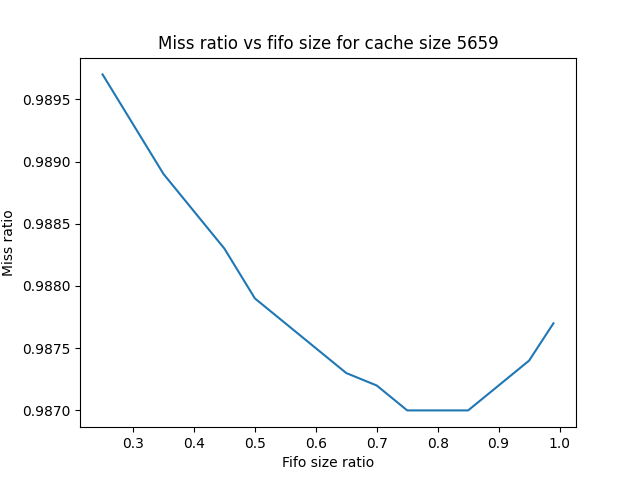 Miss ratio vs fifo size for cache size 5659
0.9895
0.9890
0.9885
0.9880
0.9875
0.9870
Miss ratio
0.3 0.4 0.5 0.6 0.7 0.8 0.9 1.0
Fifo size ratio